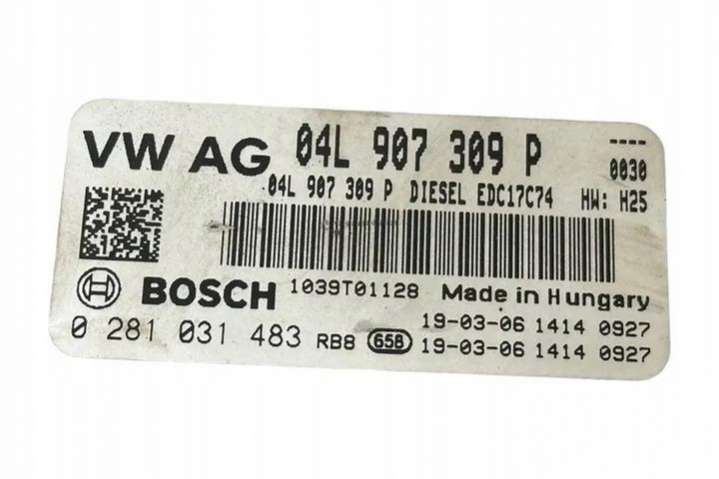 VW AG 04L 907 309 P ----
0030
04L 907 309 P DIESEL EDC17C74 HW: H25
BOSCH 1039T01128 Made in Hungary
19-03-06 1414 0927
0 281 031 483 RB8 658 19-03-06 1414 0927